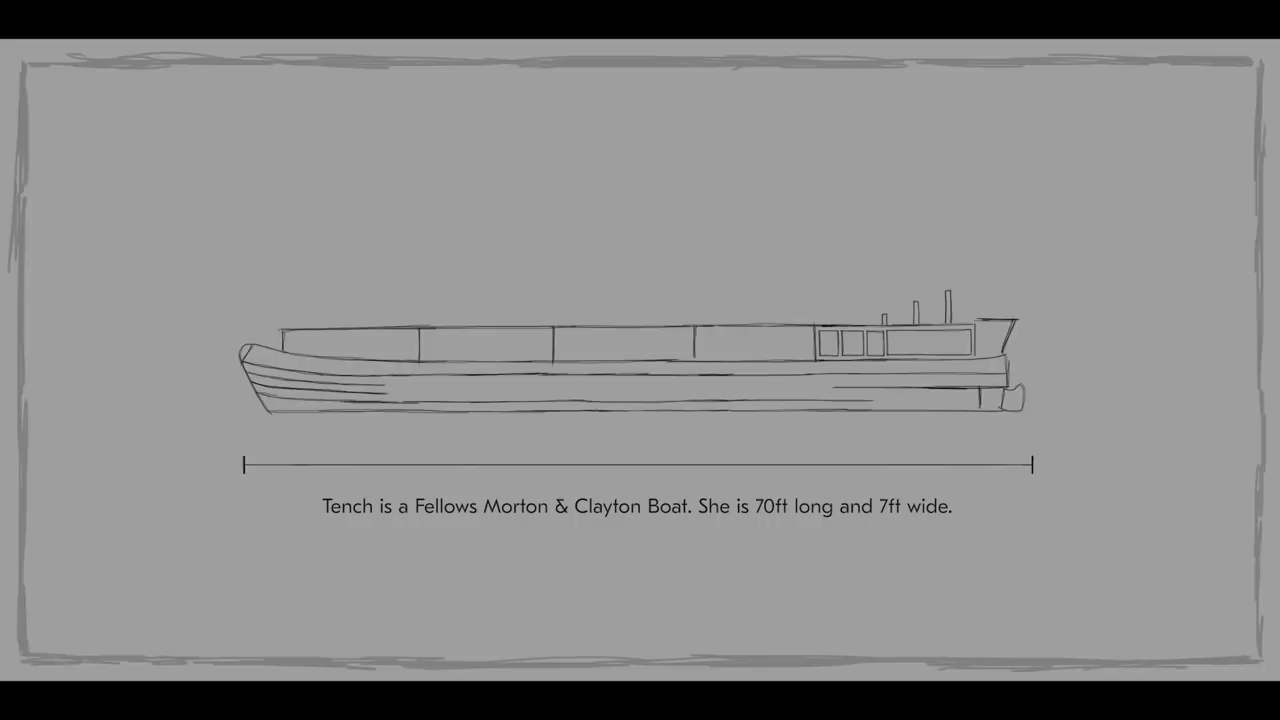 Tench is a Fellows Morton & Clayton Boat. She is 70ft long and 7ft wide.